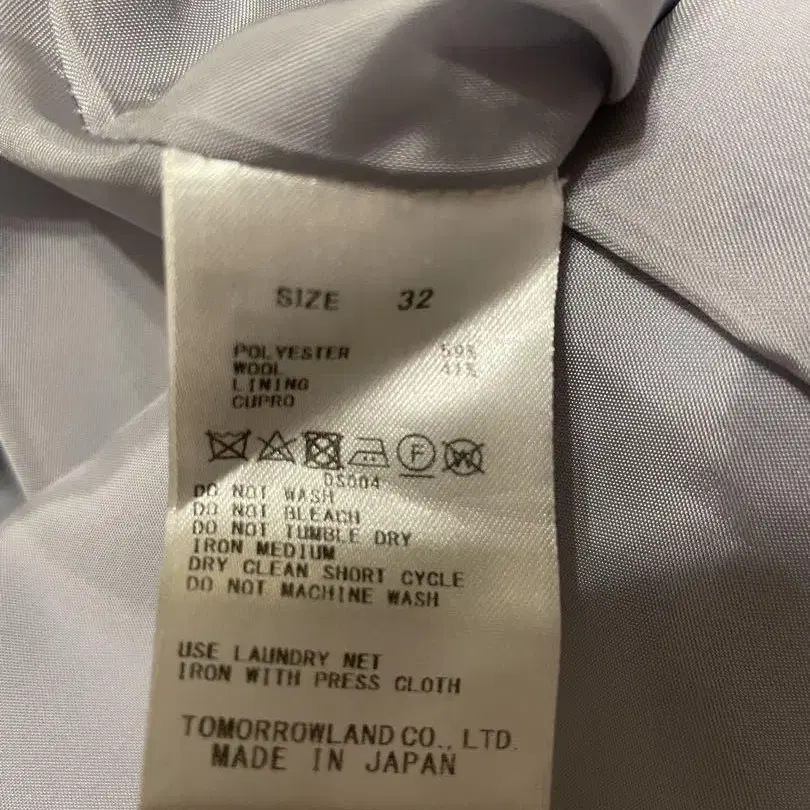 SIZE 32
POLYESTER 59%
WOOL 41%
LINING
CUPRO
F W
DS004
DO NOT WASH
DO NOT BLEACH
DO NOT TUMBLE DRY
IRON MEDIUM
DRY CLEAN SHORT CYCLE
DO NOT MACHINE WASH
USE LAUNDRY NET
IRON WITH PRESS CLOTH
TOMORROWLAND CO., LTD.
MADE IN JAPAN